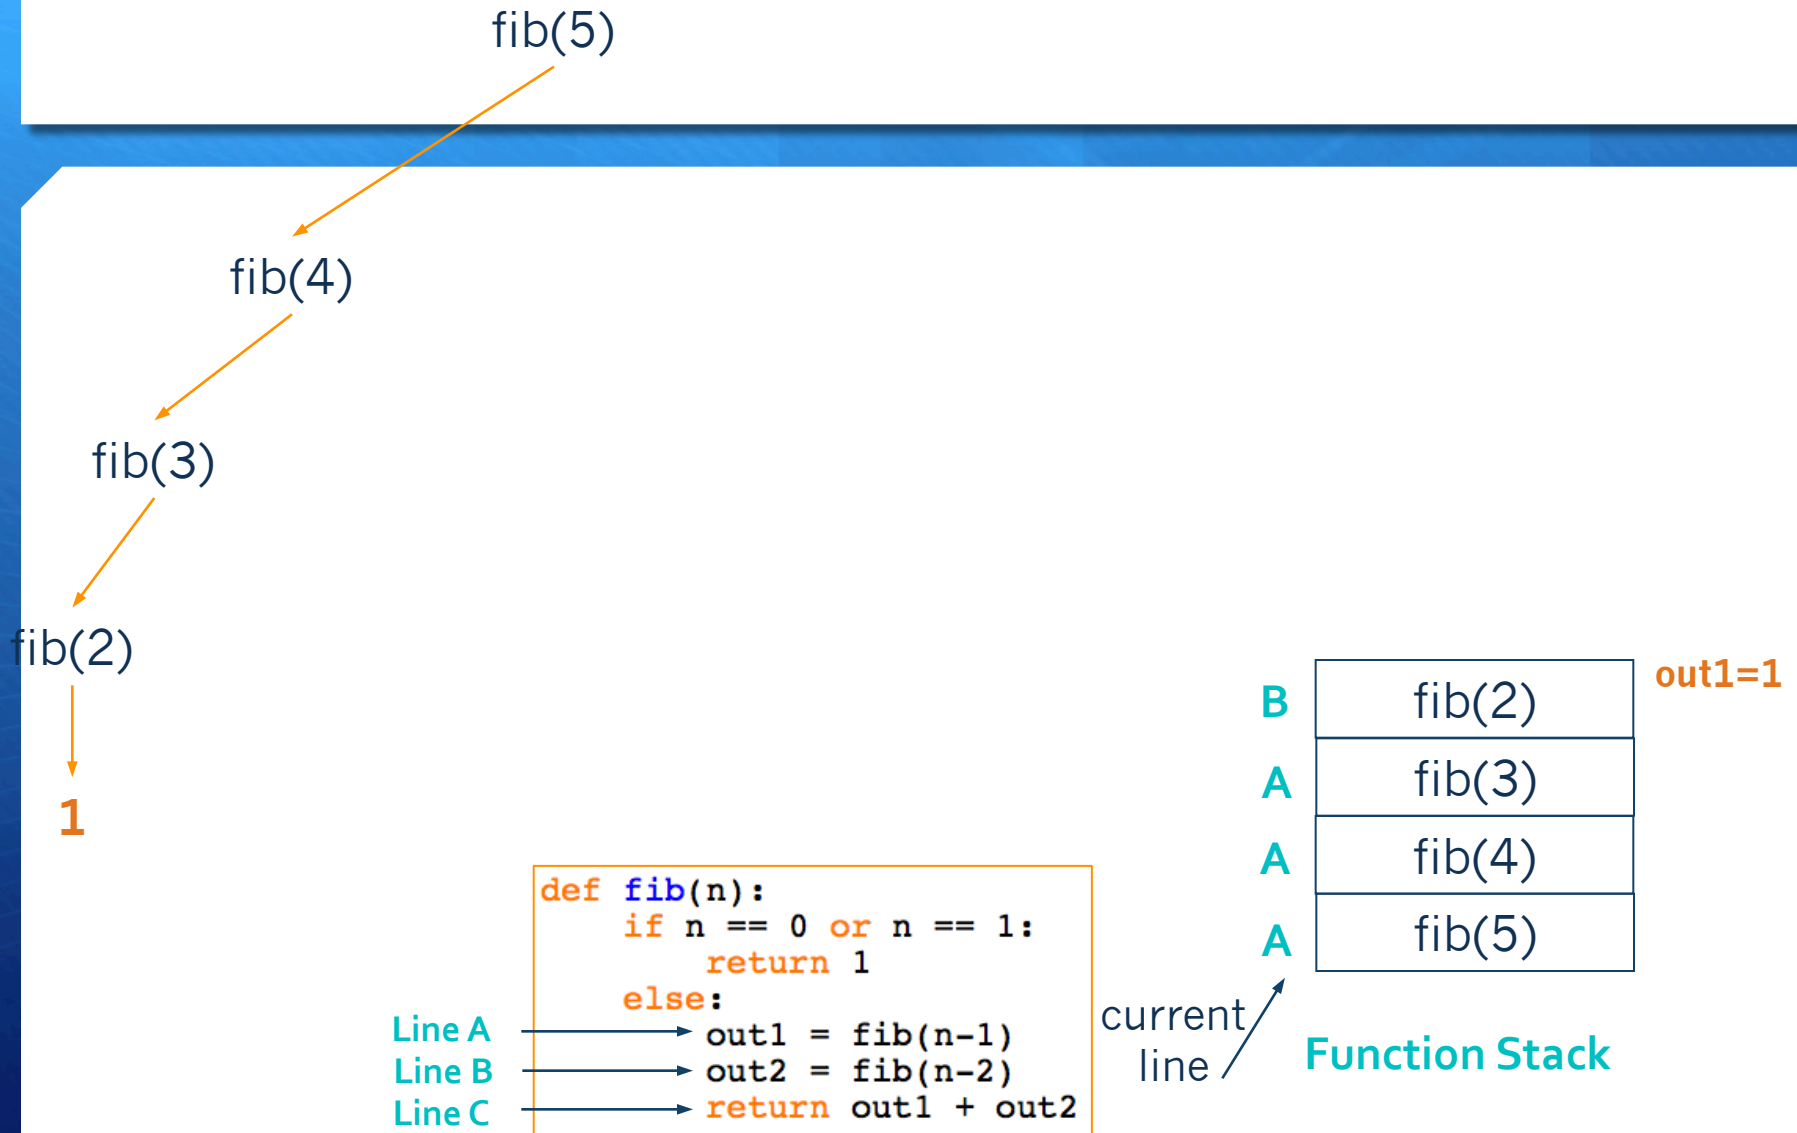 fib(5)
fib(4)
fib(3)
fib(2)
1
def fib(n):
    if n == 0 or n == 1:
        return 1
    else:
        out1 = fib(n-1)
        out2 = fib(n-2)
        return out1 + out2
Line A
Line B
Line C
current
line
B fib(2) out1=1
A fib(3)
A fib(4)
A fib(5)
Function Stack